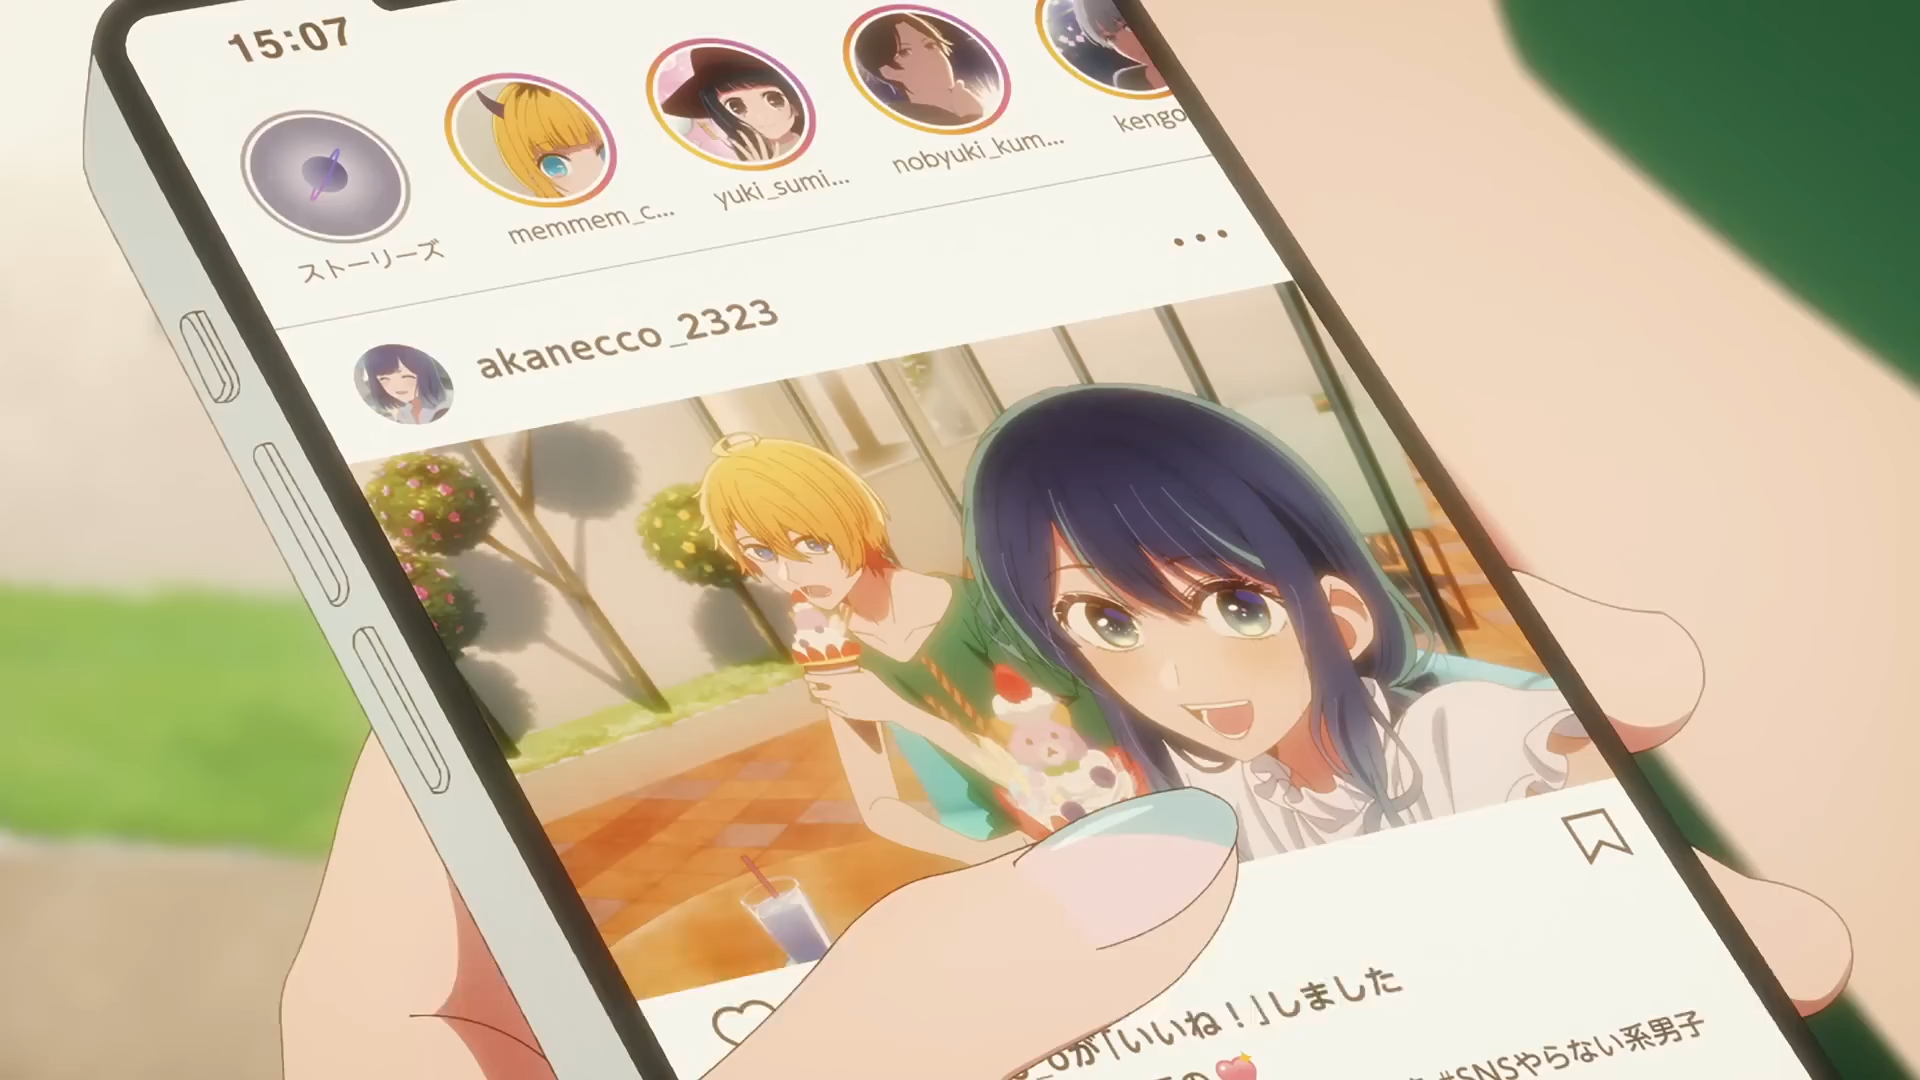 15:07
ストーリーズ
memmem_c...
yuki_sumi...
nobyuki_kum...
kengo
akanecco_2323
が「いいね！」しました
の
#SNSやらない系男子